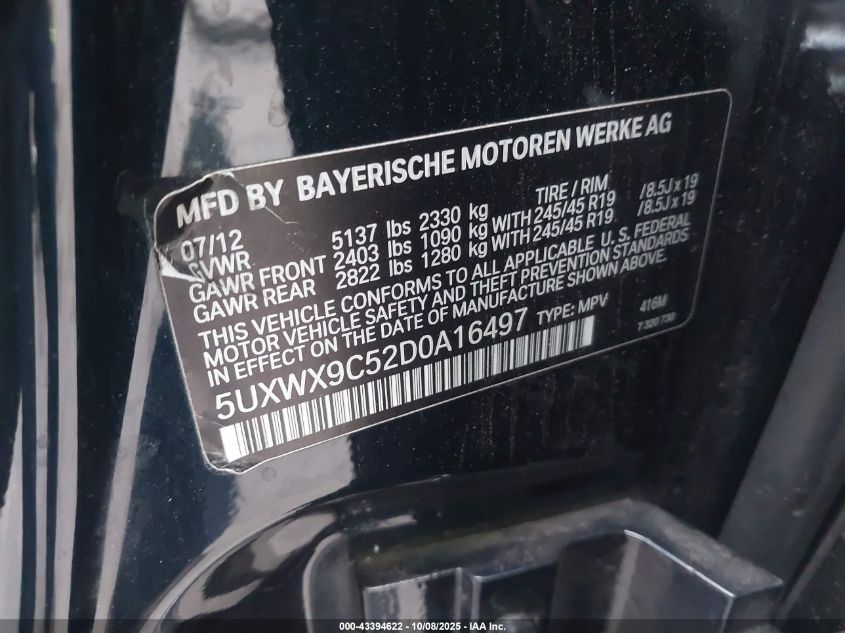 MFD BY BAYERISCHE MOTOREN WERKE AG
07/12 TIRE / RIM
GVWR 5137 lbs 2330 kg
GAWR FRONT 2403 lbs 1090 kg WITH 245/45 R19 /8.5J x 19
GAWR REAR 2822 lbs 1280 kg WITH 245/45 R19 /8.5J x 19
THIS VEHICLE CONFORMS TO ALL APPLICABLE U. S. FEDERAL
MOTOR VEHICLE SAFETY AND THEFT PREVENTION STANDARDS
IN EFFECT ON THE DATE OF MANUFACTURE SHOWN ABOVE.
5UXWX9C52D0A16497 TYPE: MPV 416M
7 320 730
000-43394622 - 10/08/2025 - IAA Inc.